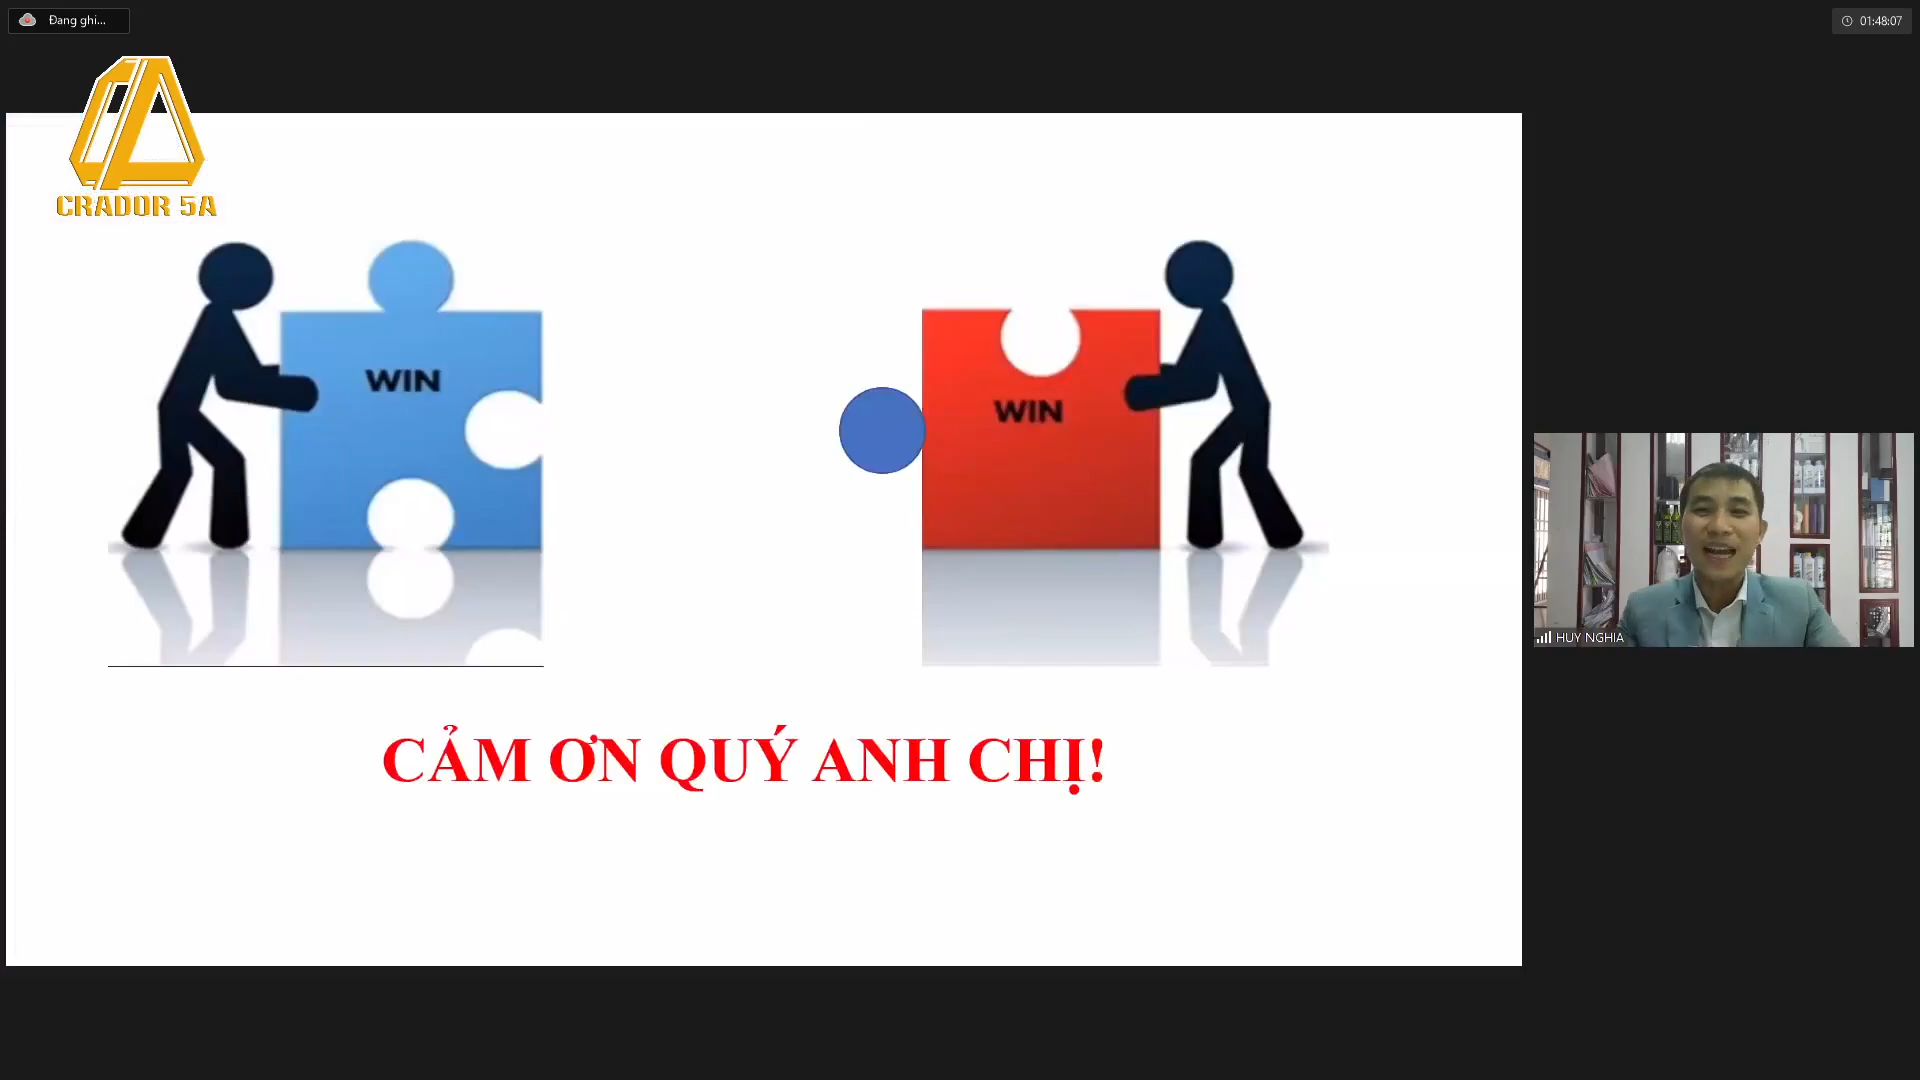 Đang ghi...
01:48:07
CRADOR 5A
WIN
WIN
HUY NGHIA
CẢM ƠN QUÝ ANH CHỊ!